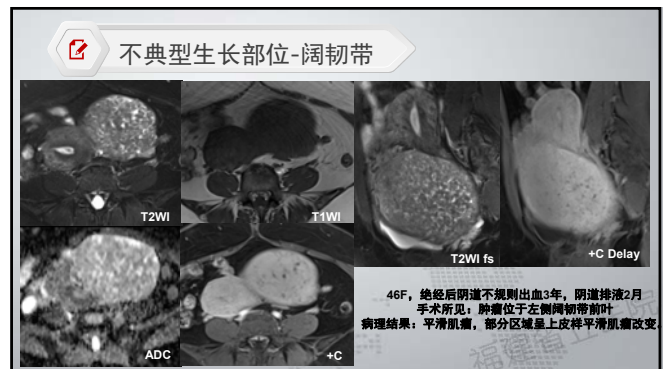 不典型生长部位-阔韧带
T2WI
T1WI
T2WI fs
+C Delay
ADC
+C
46F，绝经后阴道不规则出血3年，阴道排液2月
手术所见：肿瘤位于左侧阔韧带前叶
病理结果：平滑肌瘤，部分区域呈上皮样平滑肌瘤改变。